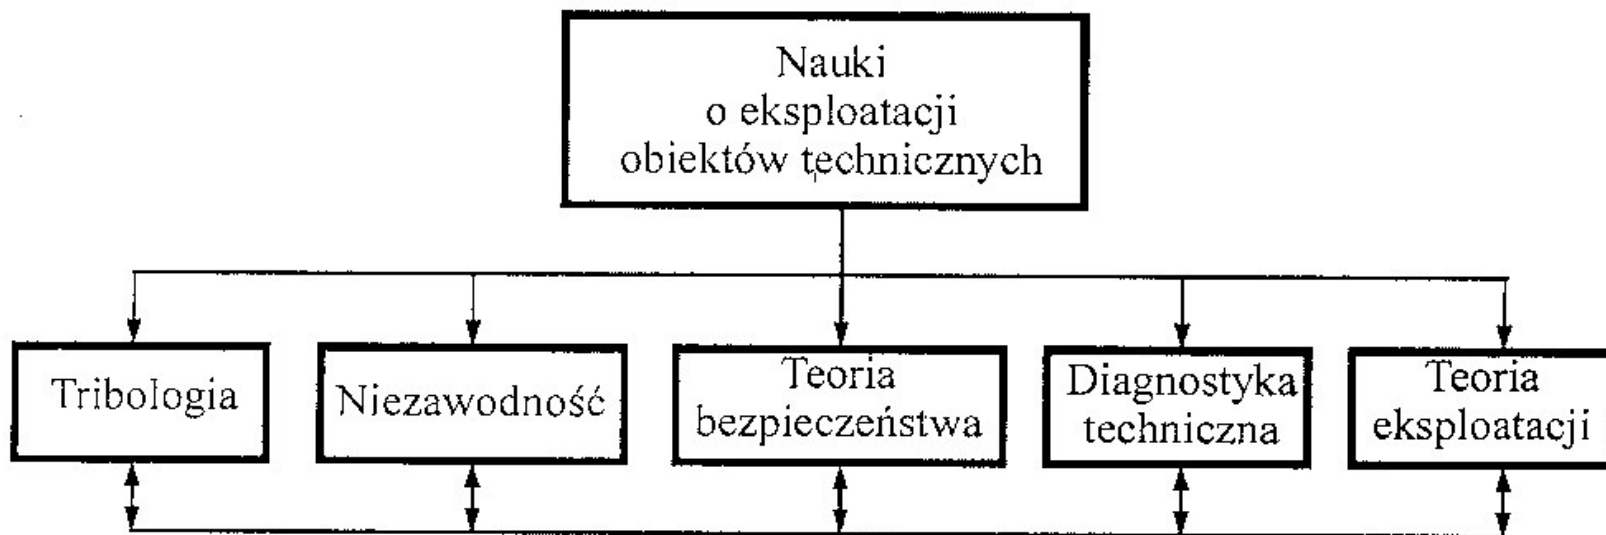 Nauki
o eksploatacji
obiektów technicznych
Tribologia
Niezawodność
Teoria
bezpieczeństwa
Diagnostyka
techniczna
Teoria
eksploatacji